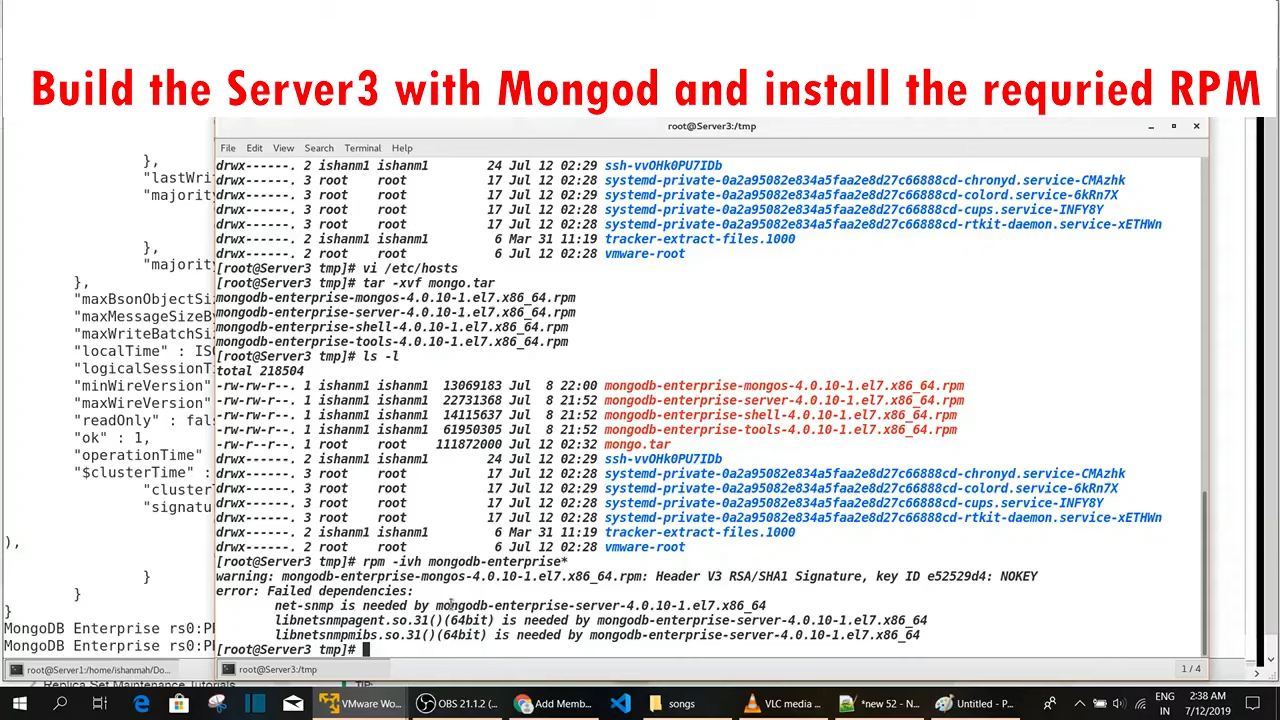 Build the Server3 with Mongod and install the requried RPM
root@Server3:/tmp
File Edit View Search Terminal Help
},
"lastWri
"majority
},
"majority
},
"maxBsonObjectSi
"maxMessageSizeBy
"maxWriteBatchSi
"localTime" : IS
"logicalSessionT
"minWireVersion"
"maxWireVersion"
"readOnly" : fals
"ok" : 1,
"operationTime"
"$clusterTime" :
"clusterT
"signatu
),
}
}
}
MongoDB Enterprise rs0:P
MongoDB Enterprise rs0:P
drwx------. 2 ishanm1 ishanm1 24 Jul 12 02:29 ssh-vvOHk0PU7IDb
drwx------. 3 root root 17 Jul 12 02:28 systemd-private-0a2a95082e834a5faa2e8d27c66888cd-chronyd.service-CMAzhk
drwx------. 3 root root 17 Jul 12 02:29 systemd-private-0a2a95082e834a5faa2e8d27c66888cd-colord.service-6kRn7X
drwx------. 3 root root 17 Jul 12 02:29 systemd-private-0a2a95082e834a5faa2e8d27c66888cd-cups.service-INFY8Y
drwx------. 3 root root 17 Jul 12 02:28 systemd-private-0a2a95082e834a5faa2e8d27c66888cd-rtkit-daemon.service-xETHWn
drwx------. 2 ishanm1 ishanm1 6 Mar 31 11:19 tracker-extract-files.1000
drwx------. 2 root root 6 Jul 12 02:28 vmware-root
[root@Server3 tmp]# vi /etc/hosts
[root@Server3 tmp]# tar -xvf mongo.tar
mongodb-enterprise-mongos-4.0.10-1.el7.x86_64.rpm
mongodb-enterprise-server-4.0.10-1.el7.x86_64.rpm
mongodb-enterprise-shell-4.0.10-1.el7.x86_64.rpm
mongodb-enterprise-tools-4.0.10-1.el7.x86_64.rpm
[root@Server3 tmp]# ls -l
total 218504
-rw-rw-r--. 1 ishanm1 ishanm1 13069183 Jul 8 22:00 mongodb-enterprise-mongos-4.0.10-1.el7.x86_64.rpm
-rw-rw-r--. 1 ishanm1 ishanm1 22731368 Jul 8 21:52 mongodb-enterprise-server-4.0.10-1.el7.x86_64.rpm
-rw-rw-r--. 1 ishanm1 ishanm1 14115637 Jul 8 21:52 mongodb-enterprise-shell-4.0.10-1.el7.x86_64.rpm
-rw-rw-r--. 1 ishanm1 ishanm1 61950305 Jul 8 21:52 mongodb-enterprise-tools-4.0.10-1.el7.x86_64.rpm
-rw-r--r--. 1 root root 111872000 Jul 12 02:32 mongo.tar
drwx------. 2 ishanm1 ishanm1 24 Jul 12 02:29 ssh-vvOHk0PU7IDb
drwx------. 3 root root 17 Jul 12 02:28 systemd-private-0a2a95082e834a5faa2e8d27c66888cd-chronyd.service-CMAzhk
drwx------. 3 root root 17 Jul 12 02:29 systemd-private-0a2a95082e834a5faa2e8d27c66888cd-colord.service-6kRn7X
drwx------. 3 root root 17 Jul 12 02:29 systemd-private-0a2a95082e834a5faa2e8d27c66888cd-cups.service-INFY8Y
drwx------. 3 root root 17 Jul 12 02:28 systemd-private-0a2a95082e834a5faa2e8d27c66888cd-rtkit-daemon.service-xETHWn
drwx------. 2 ishanm1 ishanm1 6 Mar 31 11:19 tracker-extract-files.1000
drwx------. 2 root root 6 Jul 12 02:28 vmware-root
[root@Server3 tmp]# rpm -ivh mongodb-enterprise*
warning: mongodb-enterprise-mongos-4.0.10-1.el7.x86_64.rpm: Header V3 RSA/SHA1 Signature, key ID e52529d4: NOKEY
error: Failed dependencies:
net-snmp is needed by mongodb-enterprise-server-4.0.10-1.el7.x86_64
libnetsnmpagent.so.31()(64bit) is needed by mongodb-enterprise-server-4.0.10-1.el7.x86_64
libnetsnmpmibs.so.31()(64bit) is needed by mongodb-enterprise-server-4.0.10-1.el7.x86_64
[root@Server3 tmp]#
root@Server1:/home/ishanmah/Do... root@Server3:/tmp 1 / 4
VMware Wo... OBS 21.1.2 (... Add Memb... songs VLC media ... *new 52 - N... Untitled - P... ENG 2:38 AM
IN 7/12/2019